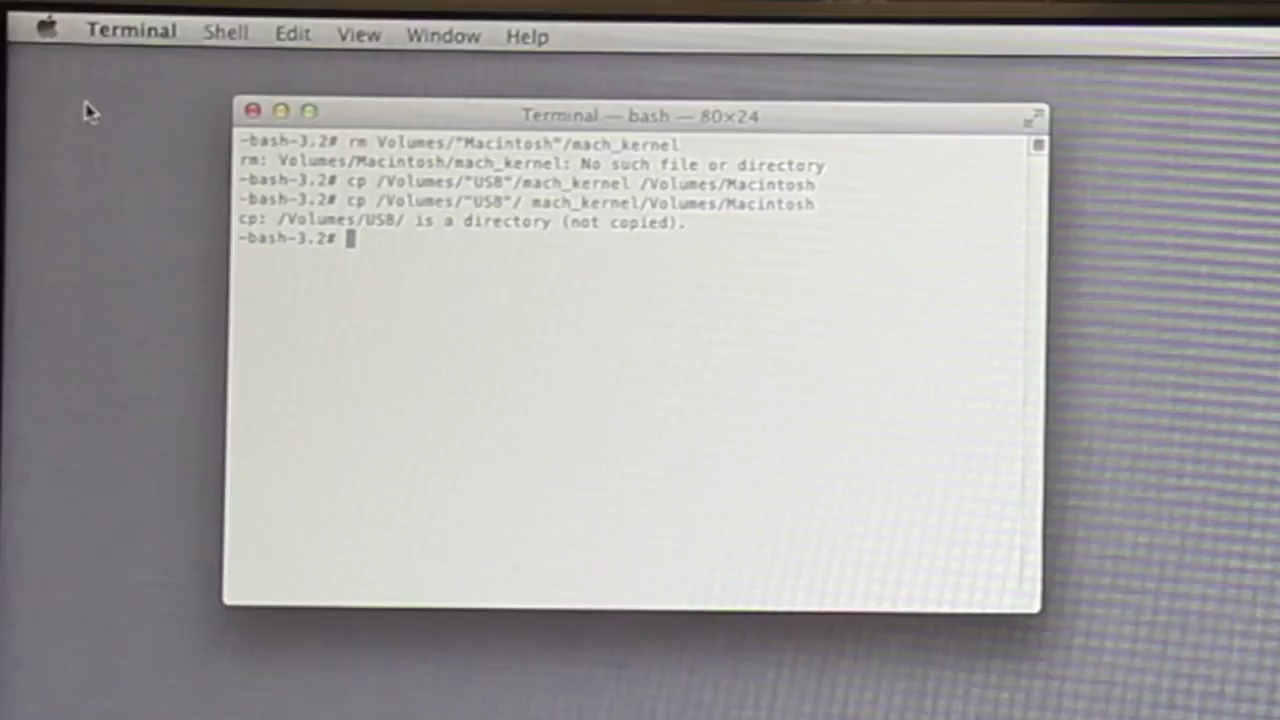 Terminal Shell Edit View Window Help
Terminal — bash — 80×24
-bash-3.2# rm Volumes/"Macintosh"/mach_kernel
rm: Volumes/Macintosh/mach_kernel: No such file or directory
-bash-3.2# cp /Volumes/"USB"/mach_kernel /Volumes/Macintosh
-bash-3.2# cp /Volumes/"USB"/ mach_kernel/Volumes/Macintosh
cp: /Volumes/USB/ is a directory (not copied).
-bash-3.2#